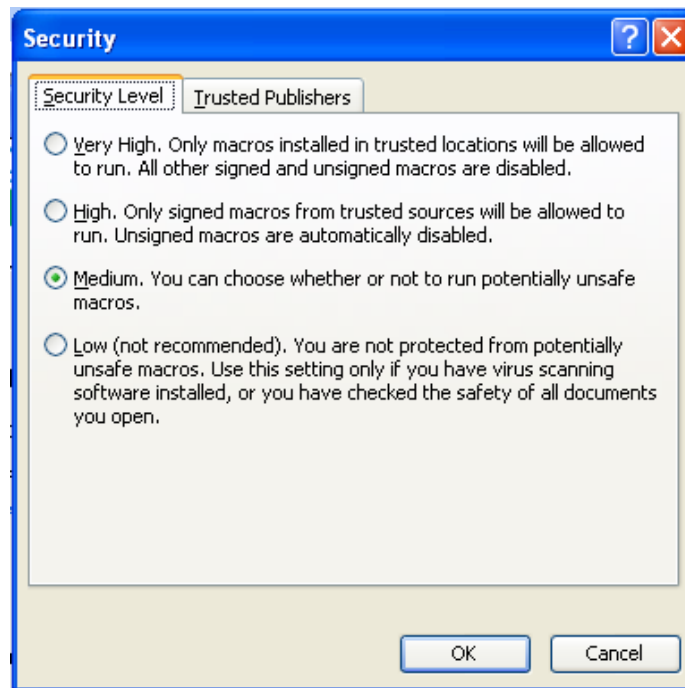 Security
Security Level
Trusted Publishers
Very High. Only macros installed in trusted locations will be allowed
to run. All other signed and unsigned macros are disabled.
High. Only signed macros from trusted sources will be allowed to
run. Unsigned macros are automatically disabled.
Medium. You can choose whether or not to run potentially unsafe
macros.
Low (not recommended). You are not protected from potentially
unsafe macros. Use this setting only if you have virus scanning
software installed, or you have checked the safety of all documents
you open.
OK
Cancel